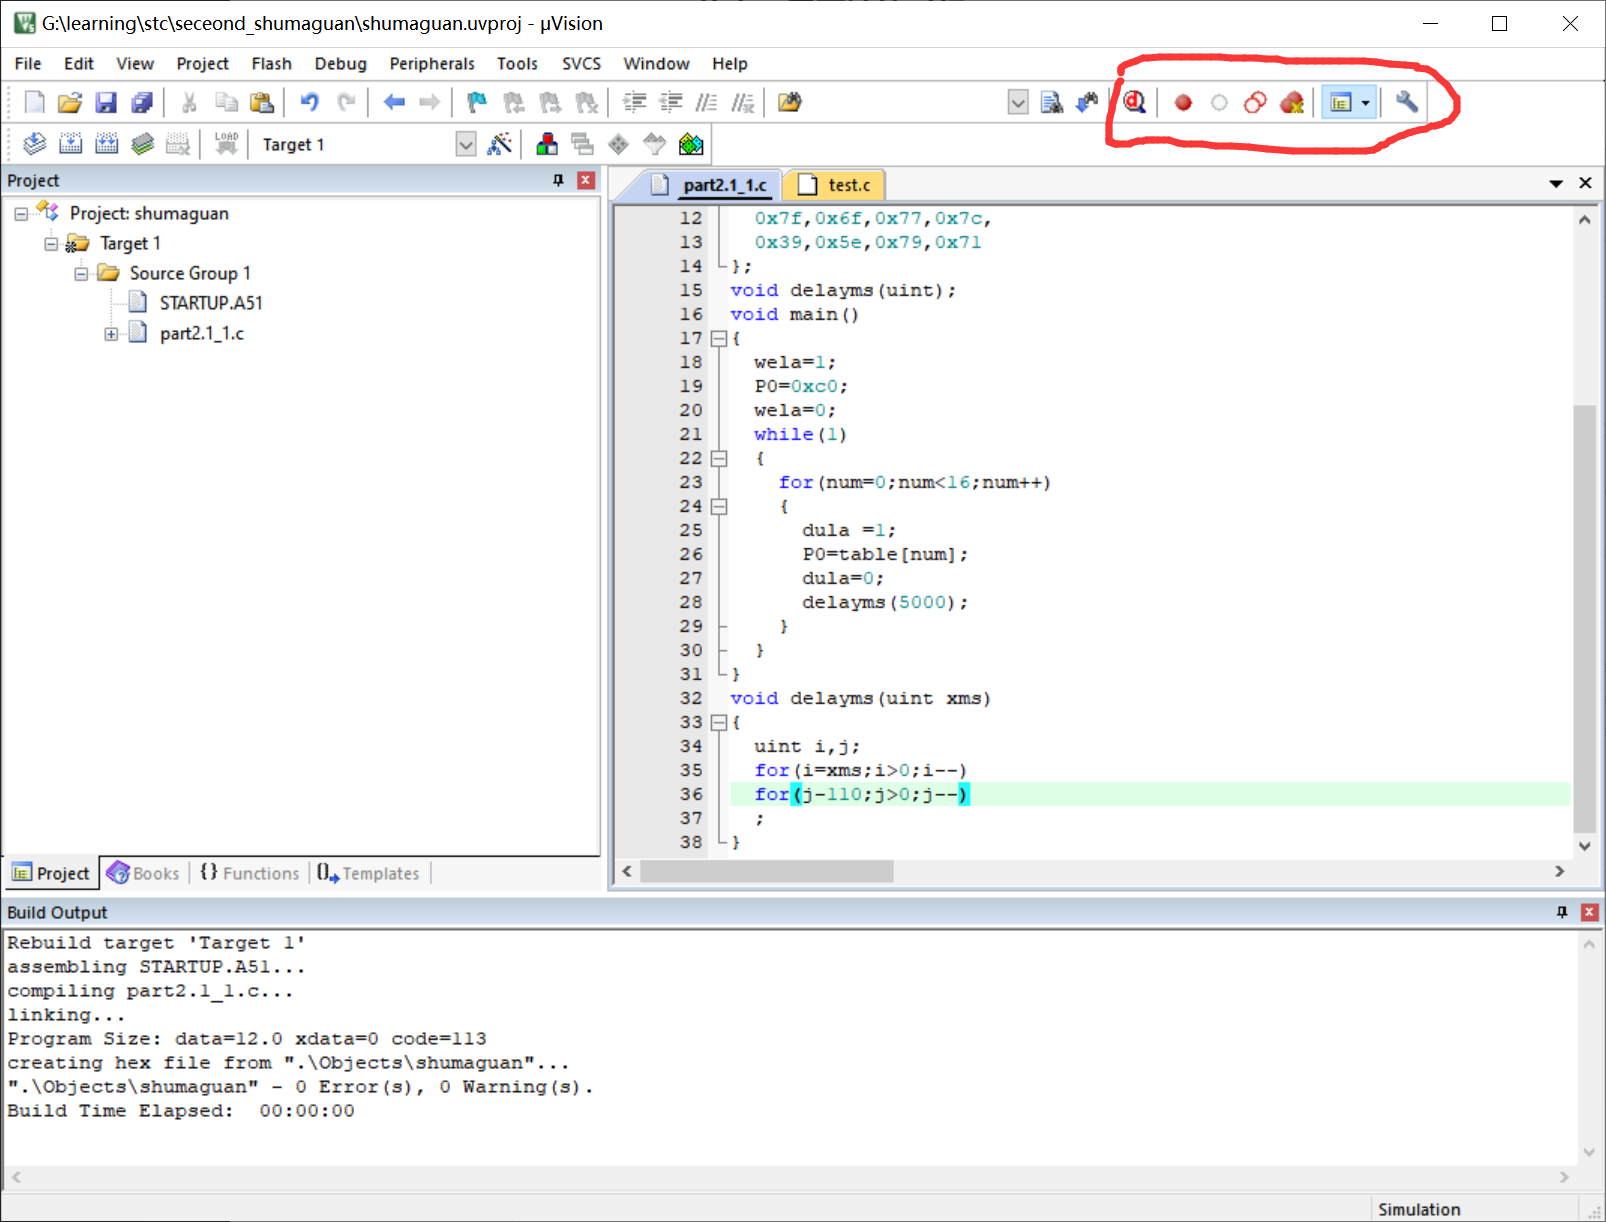 G:\learning\stc\seceond_shumaguan\shumaguan.uvproj - µVision
File Edit View Project Flash Debug Peripherals Tools SVCS Window Help
LOAD Target 1
Project
Project: shumaguan
Target 1
Source Group 1
STARTUP.A51
part2.1_1.c
Project Books {} Functions Templates
part2.1_1.c test.c
12 0x7f,0x6f,0x77,0x7c,
13 0x39,0x5e,0x79,0x71
14 };
15 void delayms(uint);
16 void main()
17 {
18 wela=1;
19 P0=0xc0;
20 wela=0;
21 while(1)
22 {
23 for(num=0;num<16;num++)
24 {
25 dula =1;
26 P0=table[num];
27 dula=0;
28 delayms(5000);
29 }
30 }
31 }
32 void delayms(uint xms)
33 {
34 uint i,j;
35 for(i=xms;i>0;i--)
36 for(j-110;j>0;j--)
37 ;
38 }
Build Output
Rebuild target 'Target 1'
assembling STARTUP.A51...
compiling part2.1_1.c...
linking...
Program Size: data=12.0 xdata=0 code=113
creating hex file from ".\Objects\shumaguan"...
".\Objects\shumaguan" - 0 Error(s), 0 Warning(s).
Build Time Elapsed:  00:00:00
Simulation